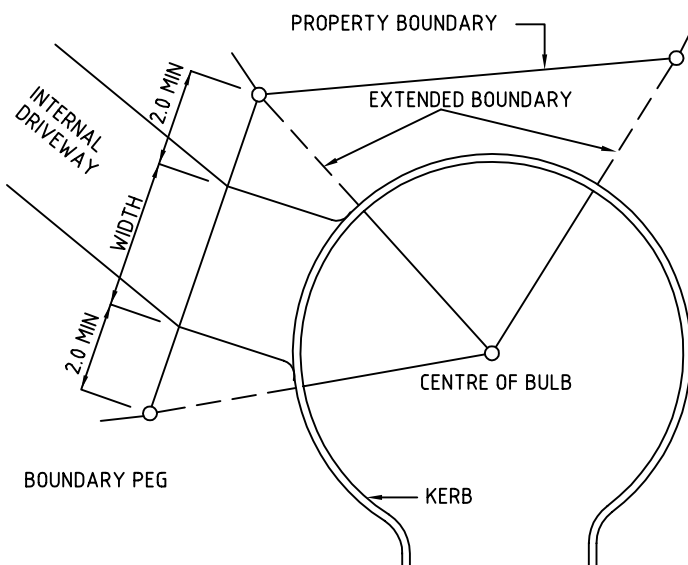 PROPERTY BOUNDARY
EXTENDED BOUNDARY
2.0 MIN
INTERNAL
DRIVEWAY
WIDTH
2.0 MIN
CENTRE OF BULB
BOUNDARY PEG
KERB